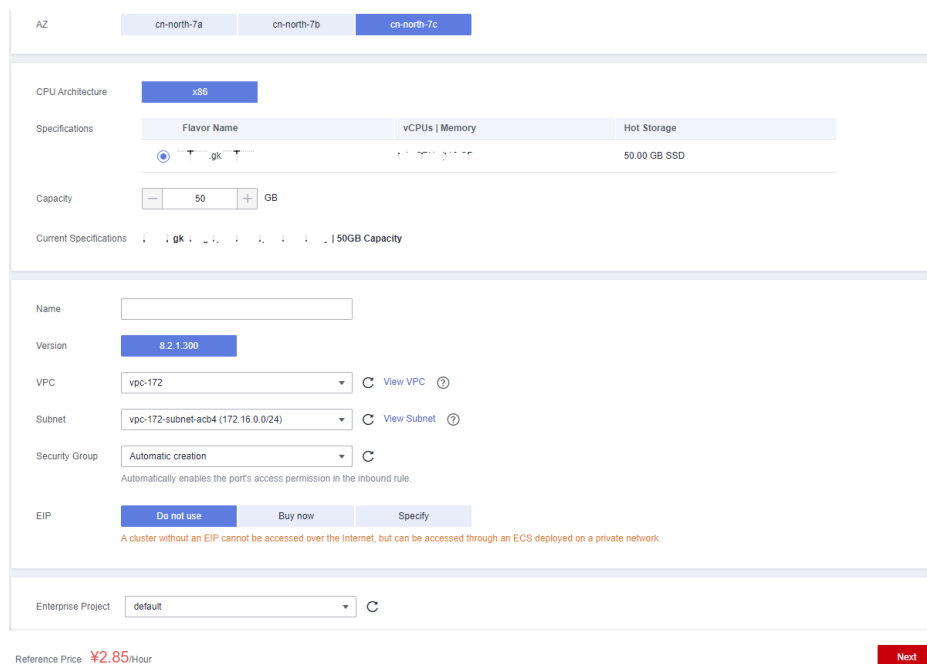 AZ cn-north-7a cn-north-7b cn-north-7c
CPU Architecture x86
Specifications Flavor Name vCPUs | Memory Hot Storage
.gk 50.00 GB SSD
Capacity 50 GB
Current Specifications gk | 50GB Capacity
Name
Version 8.2.1.300
VPC vpc-172 View VPC
Subnet vpc-172-subnet-acb4 (172.16.0.0/24) View Subnet
Security Group Automatic creation
Automatically enables the port's access permission in the inbound rule.
EIP Do not use Buy now Specify
A cluster without an EIP cannot be accessed over the Internet, but can be accessed through an ECS deployed on a private network.
Enterprise Project default
Reference Price ¥2.85/Hour Next